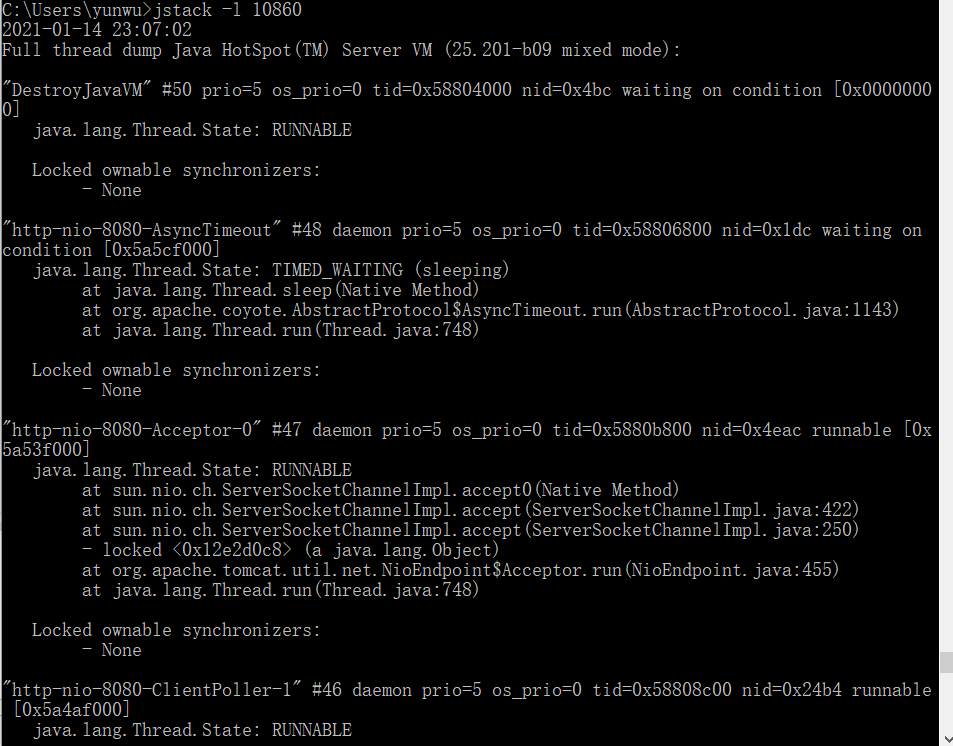 C:\Users\yunwu>jstack -l 10860
2021-01-14 23:07:02
Full thread dump Java HotSpot(TM) Server VM (25.201-b09 mixed mode):
"DestroyJavaVM" #50 prio=5 os_prio=0 tid=0x58804000 nid=0x4bc waiting on condition [0x0000000
0]
java.lang.Thread.State: RUNNABLE
Locked ownable synchronizers:
- None
"http-nio-8080-AsyncTimeout" #48 daemon prio=5 os_prio=0 tid=0x58806800 nid=0x1dc waiting on
condition [0x5a5cf000]
java.lang.Thread.State: TIMED_WAITING (sleeping)
at java.lang.Thread.sleep(Native Method)
at org.apache.coyote.AbstractProtocol$AsyncTimeout.run(AbstractProtocol.java:1143)
at java.lang.Thread.run(Thread.java:748)
Locked ownable synchronizers:
- None
"http-nio-8080-Acceptor-0" #47 daemon prio=5 os_prio=0 tid=0x5880b800 nid=0x4eac runnable [0x
5a53f000]
java.lang.Thread.State: RUNNABLE
at sun.nio.ch.ServerSocketChannelImpl.accept0(Native Method)
at sun.nio.ch.ServerSocketChannelImpl.accept(ServerSocketChannelImpl.java:422)
at sun.nio.ch.ServerSocketChannelImpl.accept(ServerSocketChannelImpl.java:250)
- locked <0x12e2d0c8> (a java.lang.Object)
at org.apache.tomcat.util.net.NioEndpoint$Acceptor.run(NioEndpoint.java:455)
at java.lang.Thread.run(Thread.java:748)
Locked ownable synchronizers:
- None
"http-nio-8080-ClientPoller-1" #46 daemon prio=5 os_prio=0 tid=0x58808c00 nid=0x24b4 runnable
[0x5a4af000]
java.lang.Thread.State: RUNNABLE